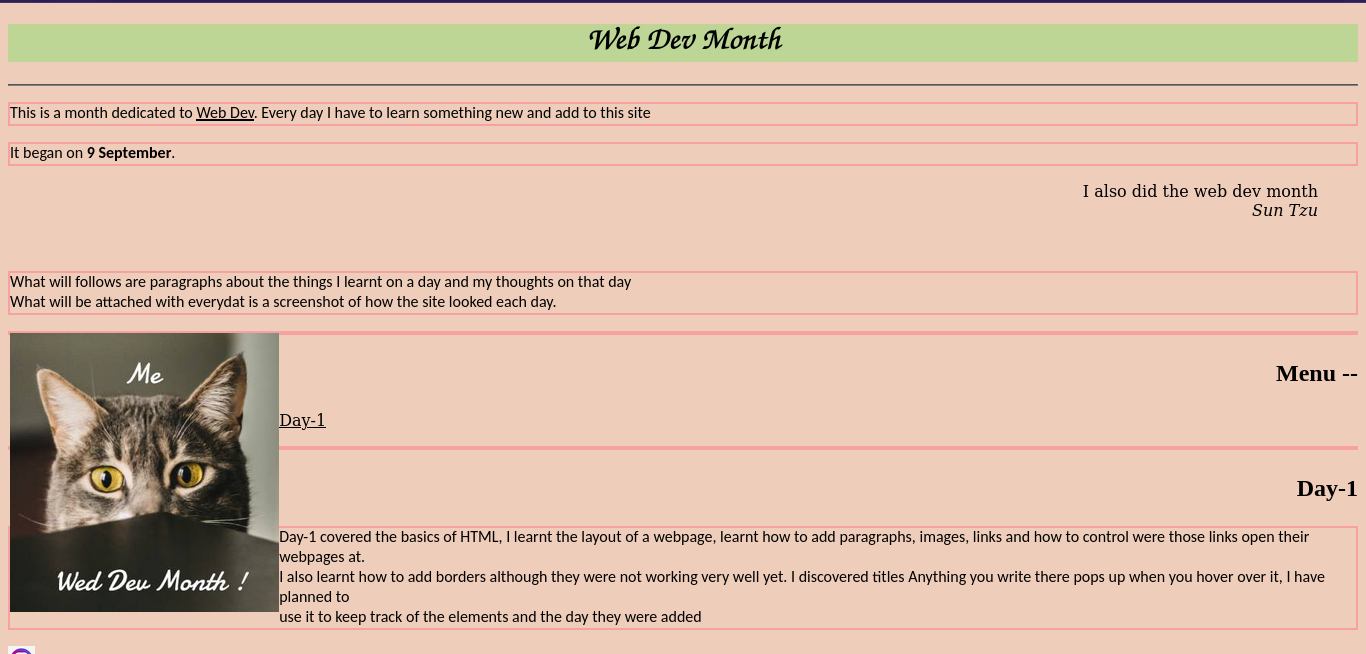 Web Dev Month
This is a month dedicated to Web Dev. Every day I have to learn something new and add to this site
It began on 9 September.
I also did the web dev month
Sun Tzu
What will follows are paragraphs about the things I learnt on a day and my thoughts on that day
What will be attached with everydat is a screenshot of how the site looked each day.
Me
Wed Dev Month !
Menu --
Day-1
Day-1
Day-1 covered the basics of HTML, I learnt the layout of a webpage, learnt how to add paragraphs, images, links and how to control were those links open their
webpages at.
I also learnt how to add borders although they were not working very well yet. I discovered titles Anything you write there pops up when you hover over it, I have
planned to
use it to keep track of the elements and the day they were added